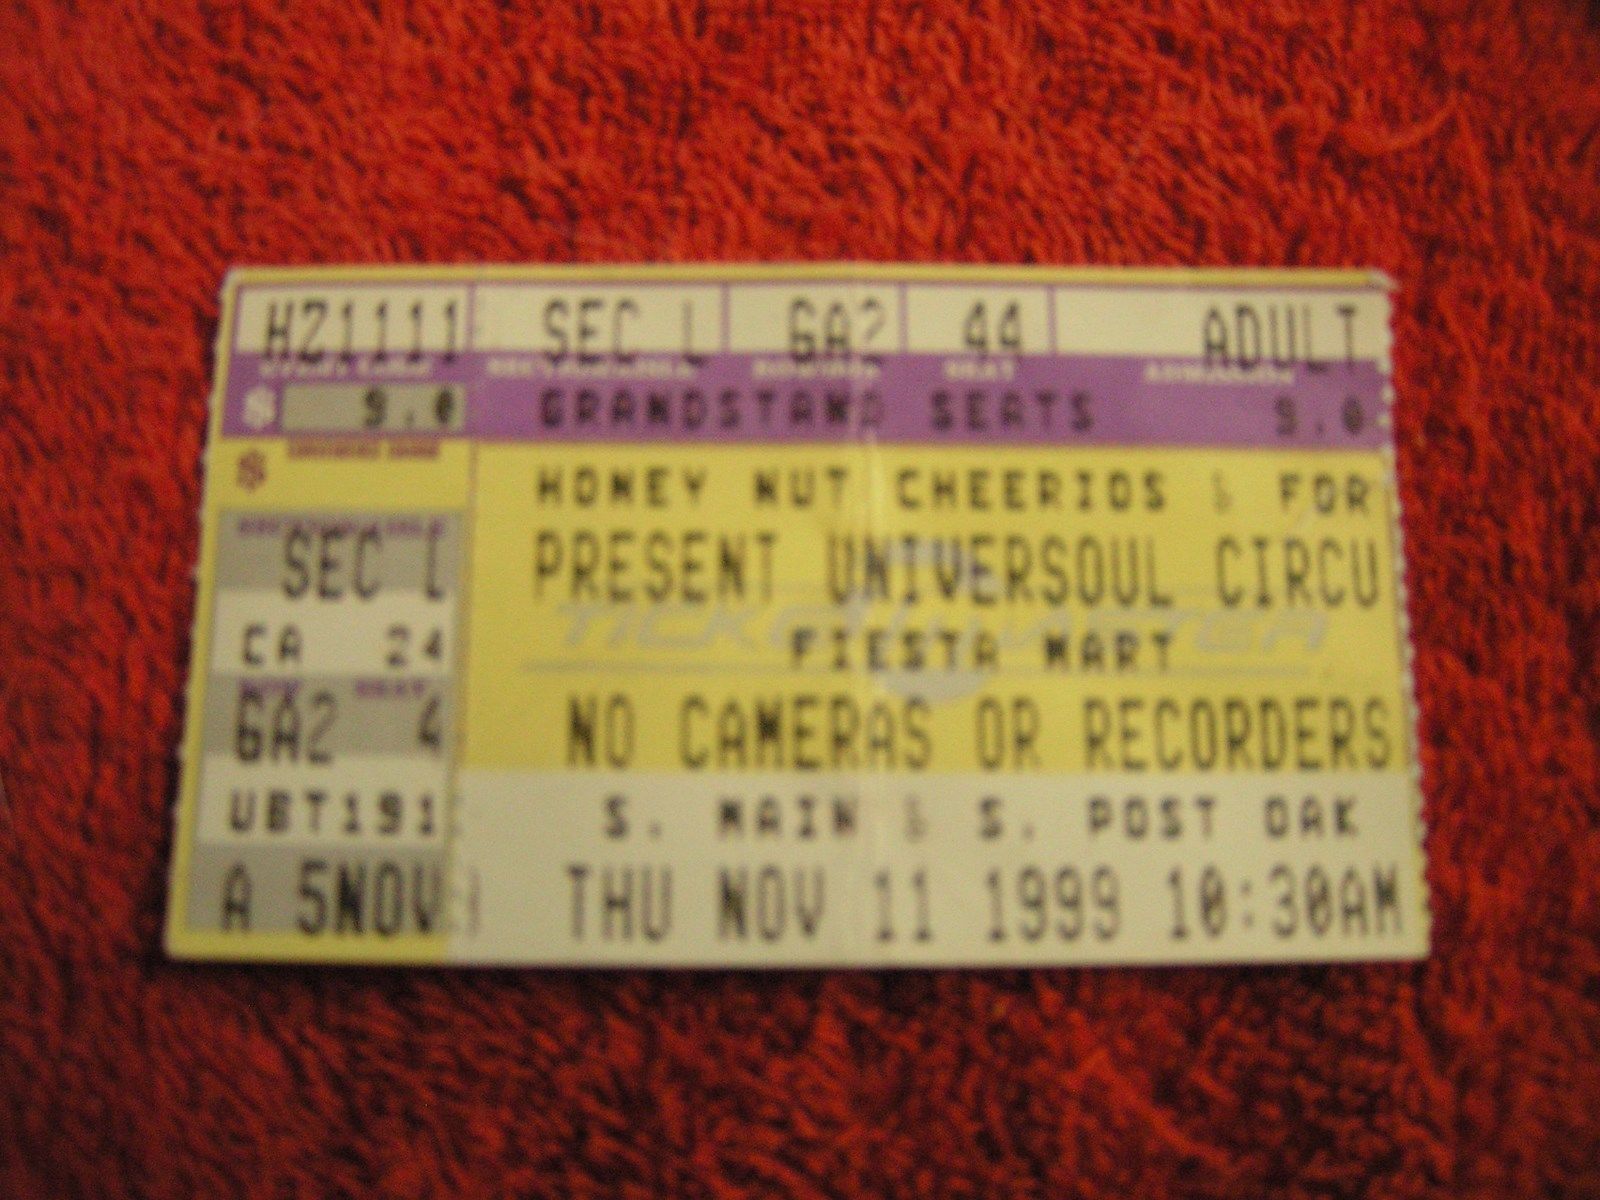 HZ1111 SEC L GA2 44 ADULT
9.0 GRANDSTAND SEATS 9.0
HONEY NUT CHEERIOS & FOR
SEC L PRESENT UNIVERSOUL CIRCU
TICKETMASTER
CA 24 FIESTA MART
GA2 4 NO CAMERAS OR RECORDERS
UBT191 S. MAIN & S. POST OAK
A 5NOV THU NOV 11 1999 10:30AM